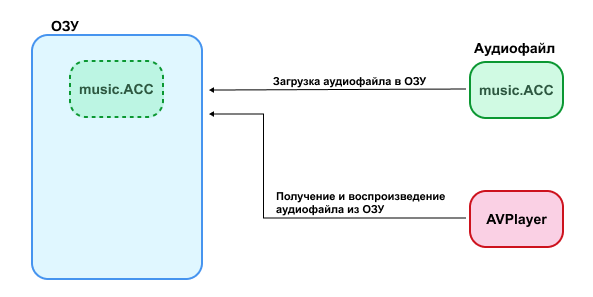 ОЗУ
Аудиофайл
music.ACC
Загрузка аудиофайла в ОЗУ
music.ACC
Получение и воспроизведение
аудиофайла из ОЗУ
AVPlayer